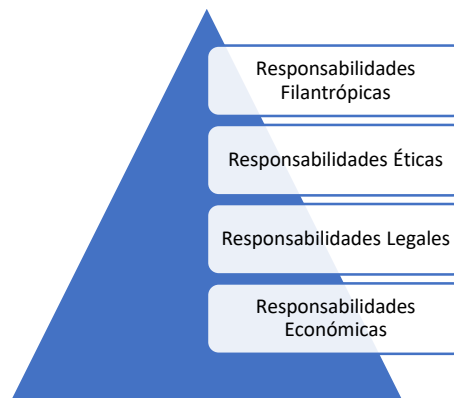 Responsabilidades
Filantrópicas
Responsabilidades Éticas
Responsabilidades Legales
Responsabilidades
Económicas